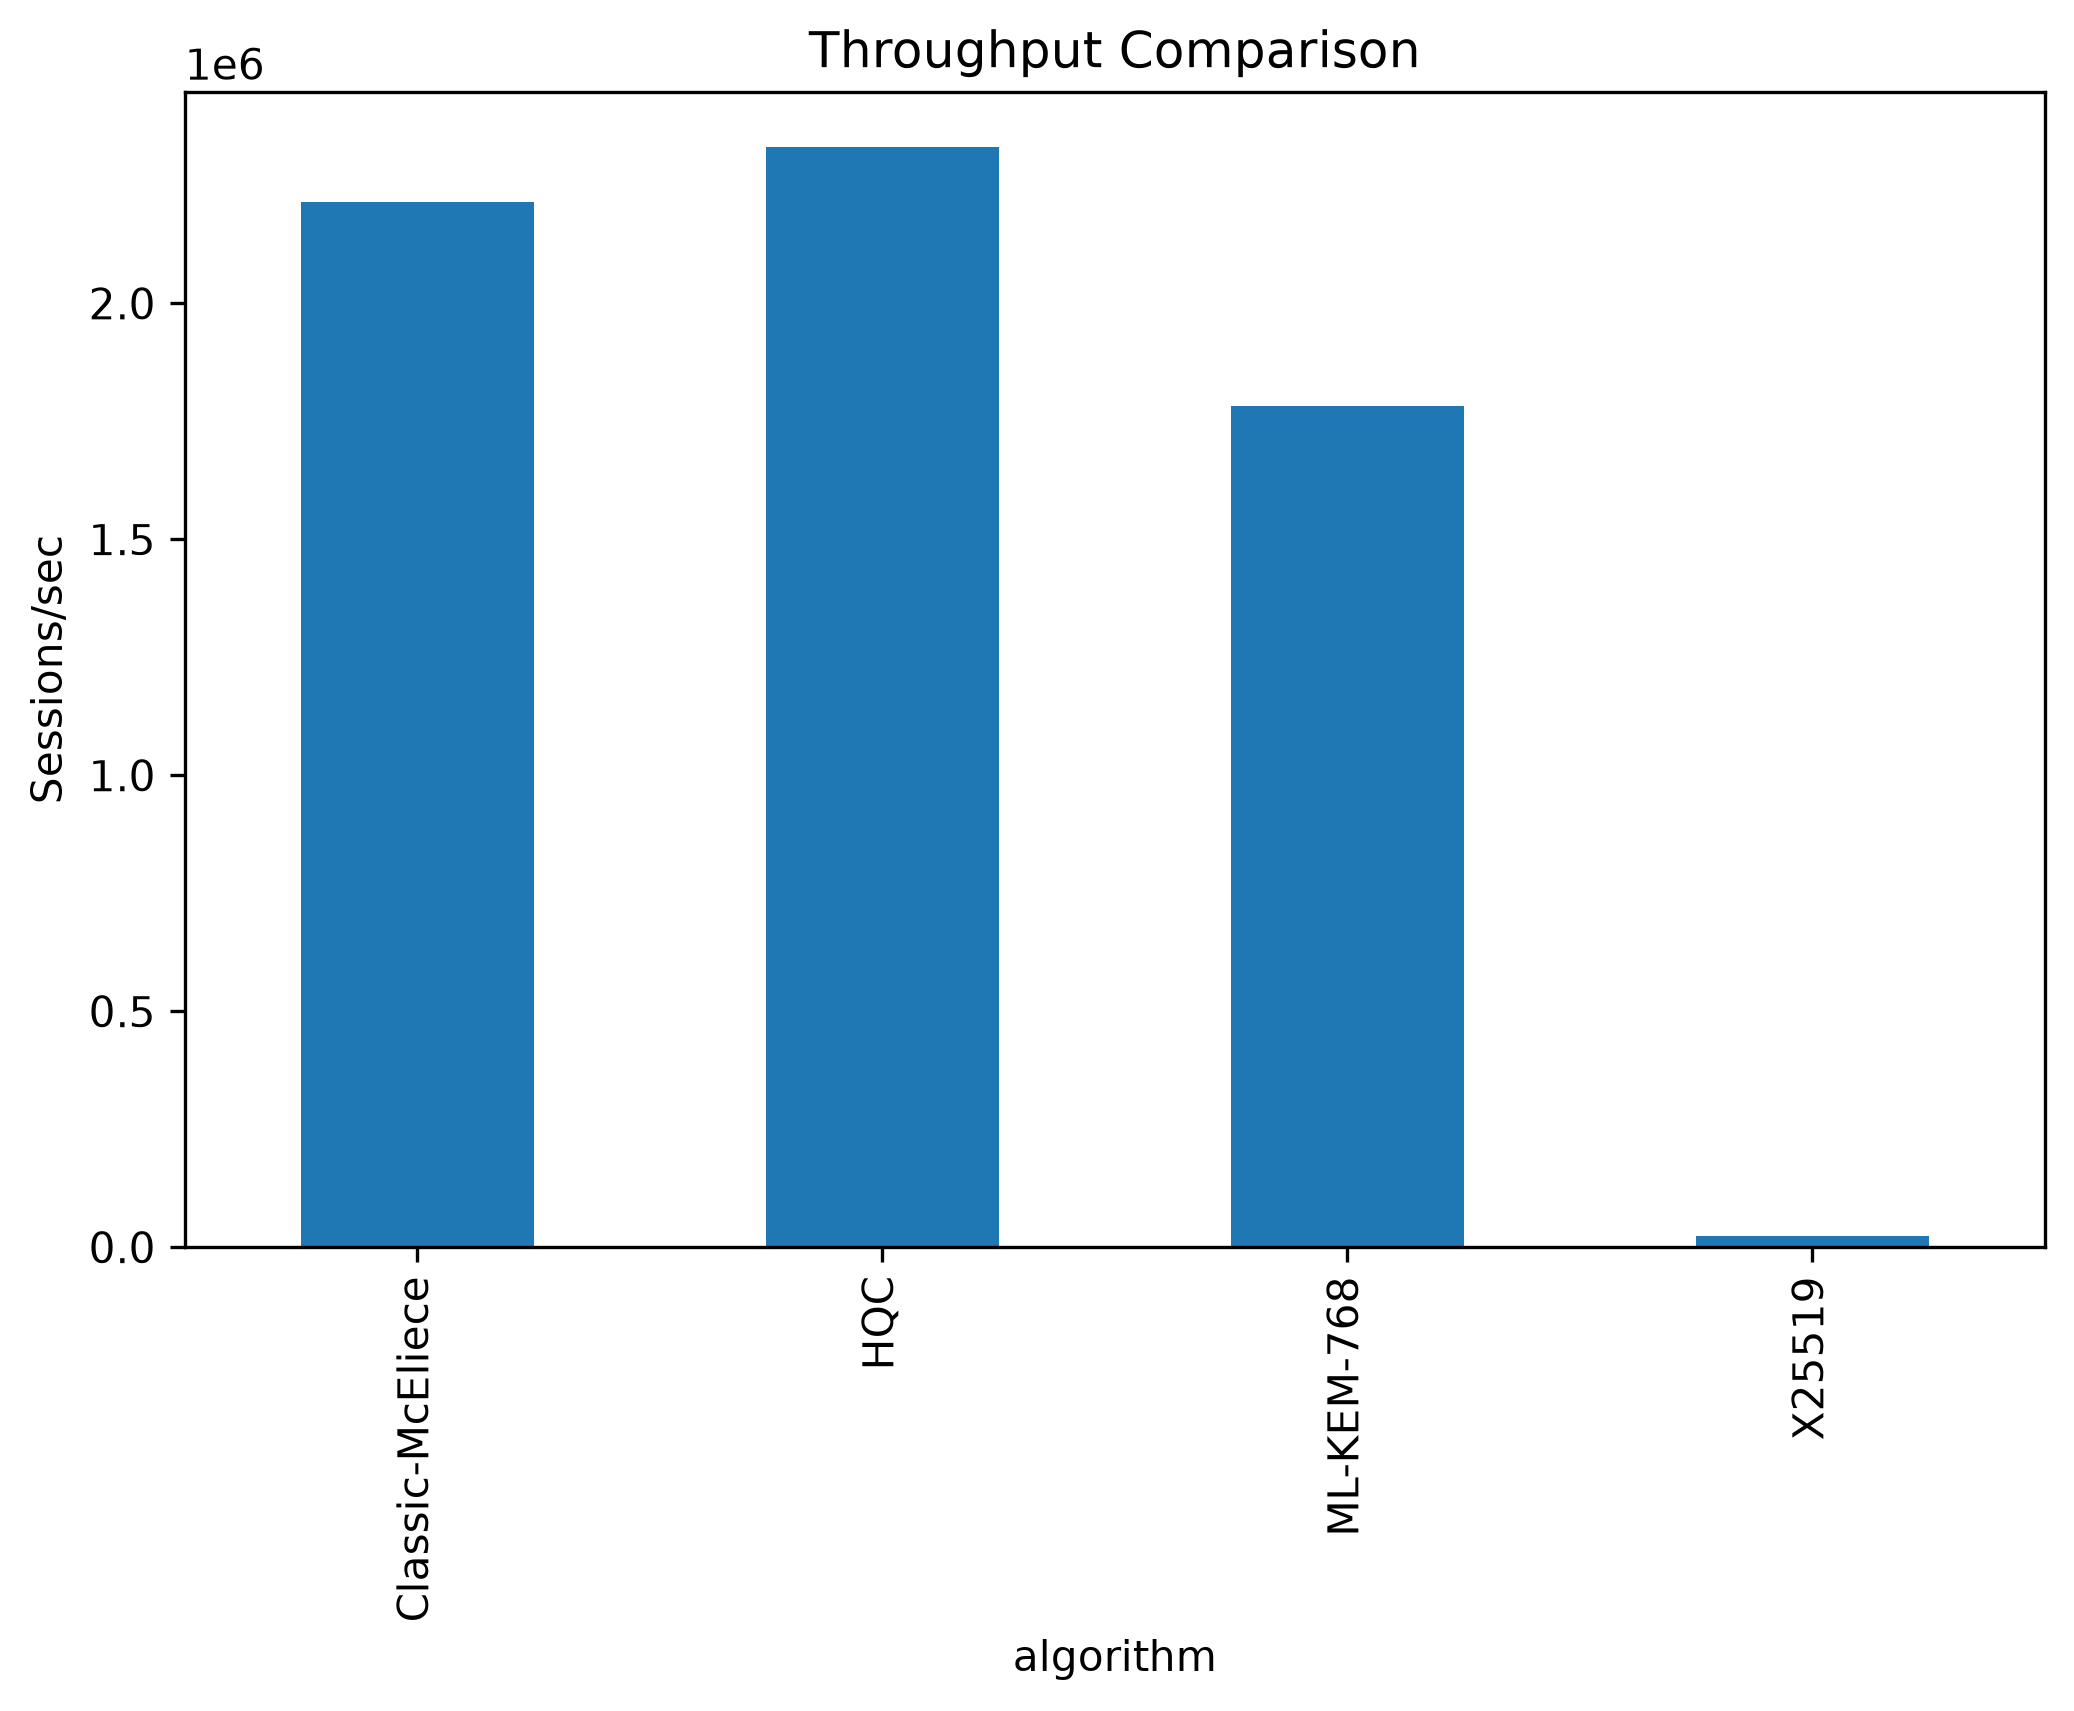 Throughput Comparison
1e6
2.0
1.5
1.0
0.5
0.0
Sessions/sec
Classic-McEliece
HQC
ML-KEM-768
X25519
algorithm